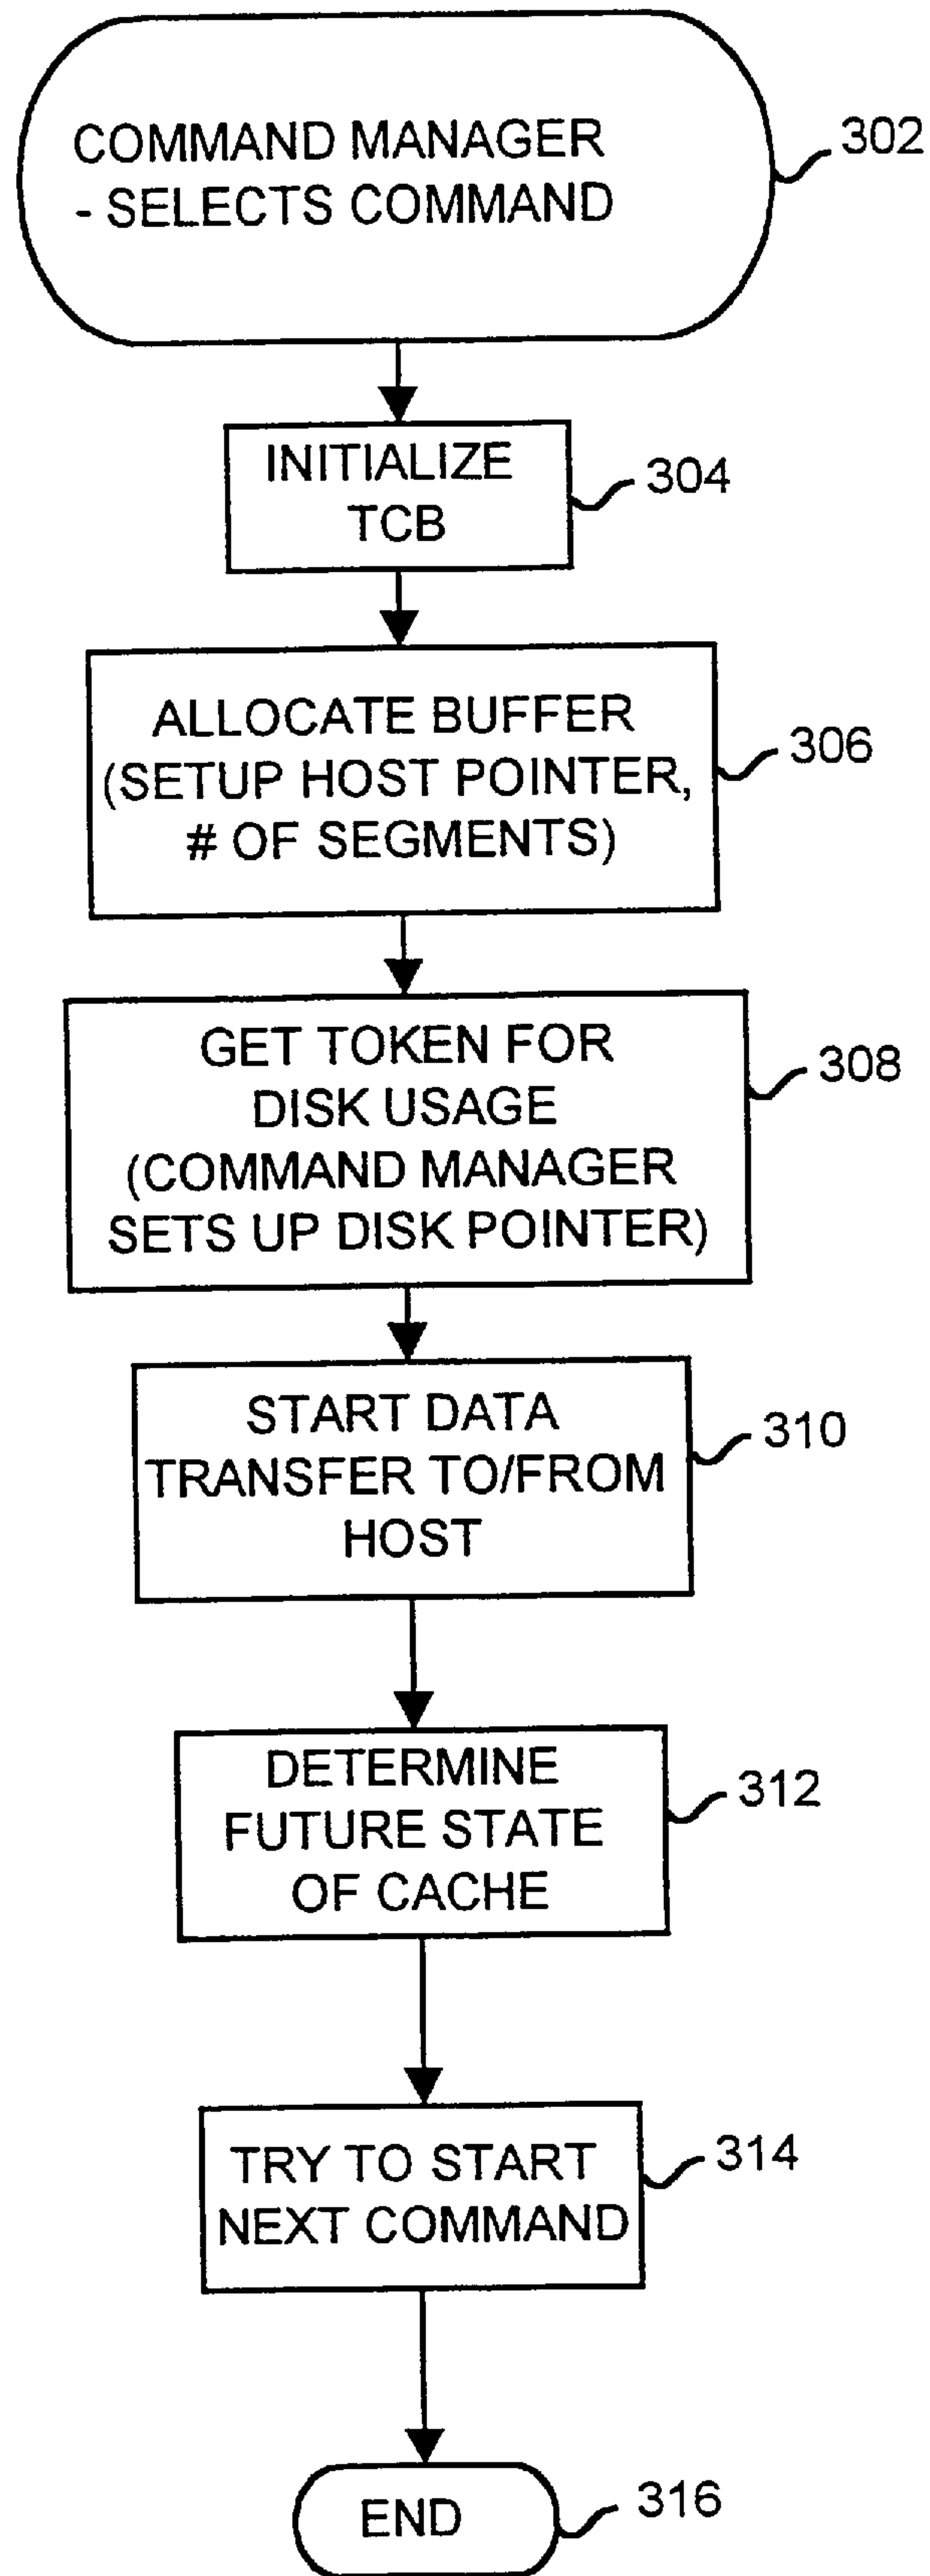 COMMAND MANAGER
- SELECTS COMMAND
302
INITIALIZE
TCB
304
ALLOCATE BUFFER
(SETUP HOST POINTER,
# OF SEGMENTS)
306
GET TOKEN FOR
DISK USAGE
(COMMAND MANAGER
SETS UP DISK POINTER)
308
START DATA
TRANSFER TO/FROM
HOST
310
DETERMINE
FUTURE STATE
OF CACHE
312
TRY TO START
NEXT COMMAND
314
END
316